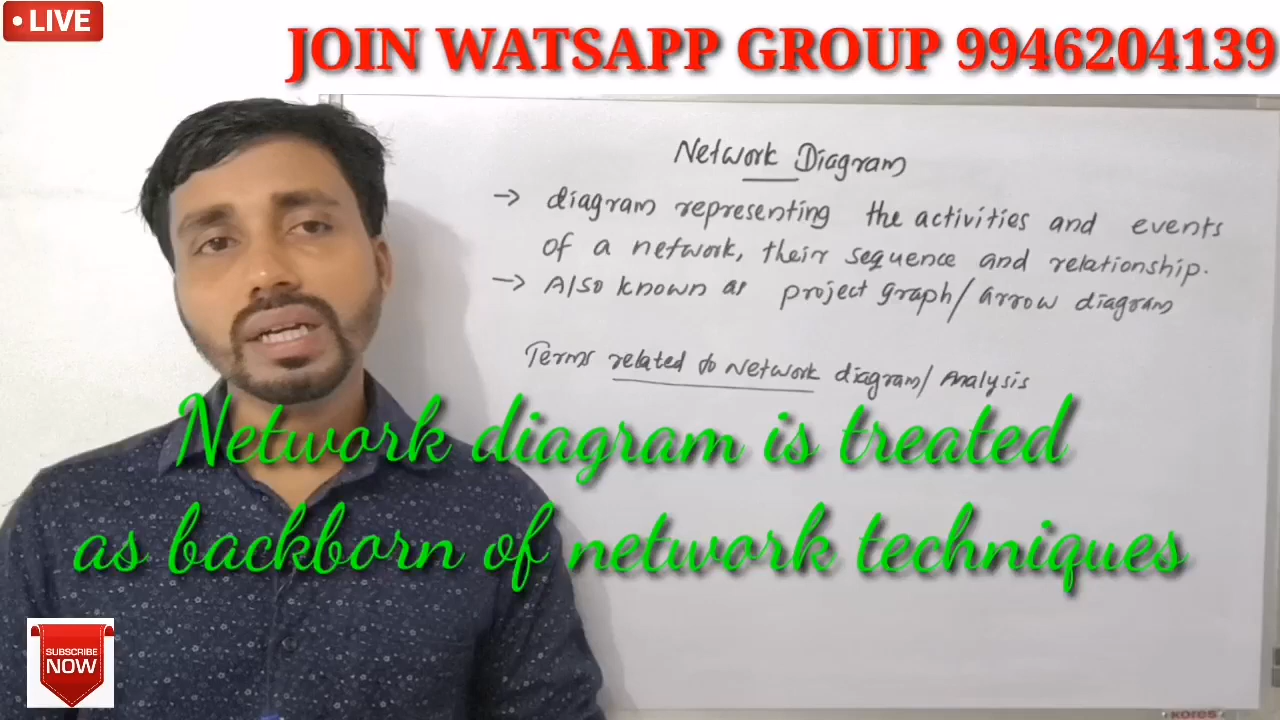 LIVE
JOIN WATSAPP GROUP 9946204139
Network Diagram
→ diagram representing the activities and events
of a network, their sequence and relationship.
→ Also known as project graph/ arrow diagram
Terms related to Network diagram/ Analysis
Network diagram is treated
as backborn of network techniques
SUBSCRIBE
NOW
KORES